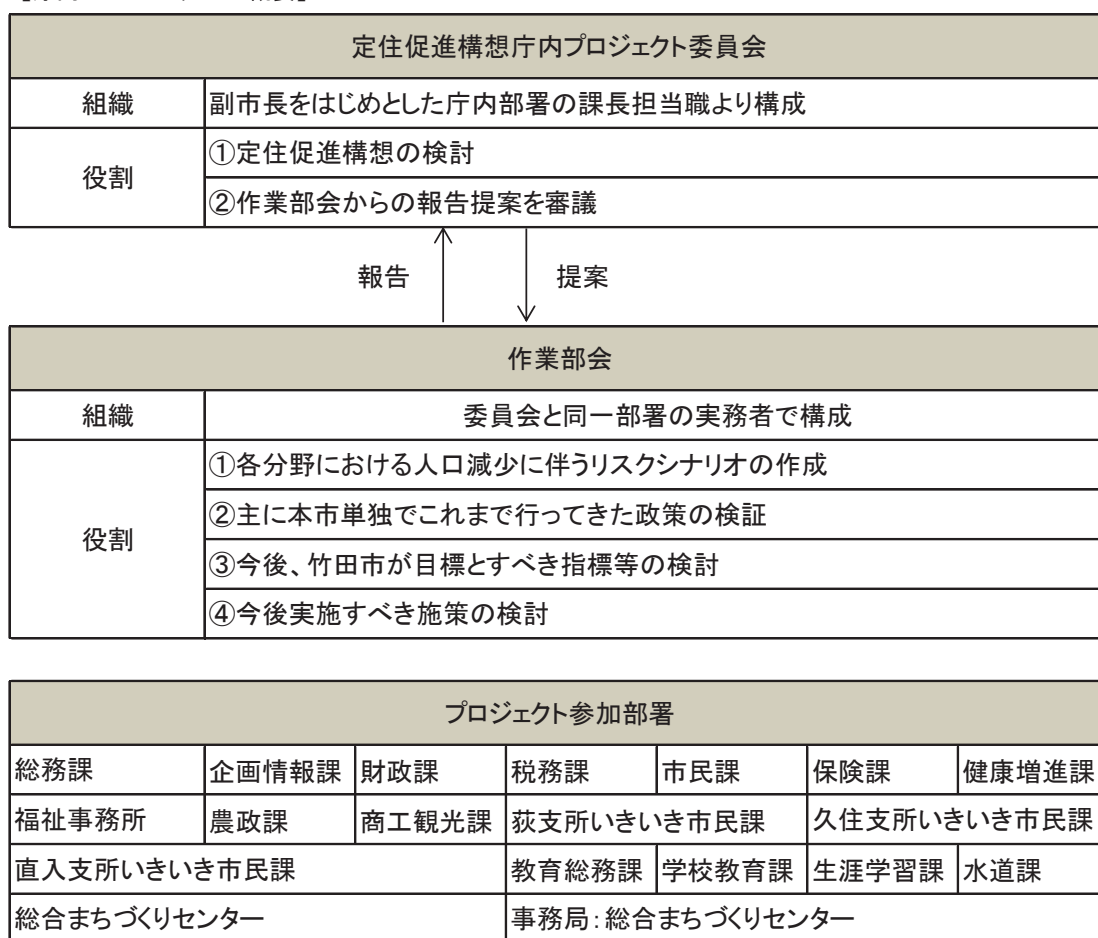 定住促進構想庁内プロジェクト委員会
組織
副市長をはじめとした庁内部署の課長担当職より構成
役割
①定住促進構想の検討
②作業部会からの報告提案を審議
報告
提案
作業部会
組織
委員会と同一部署の実務者で構成
役割
①各分野における人口減少に伴うリスクシナリオの作成
②主に本市単独でこれまで行ってきた政策の検証
③今後、竹田市が目標とすべき指標等の検討
④今後実施すべき施策の検討
プロジェクト参加部署
総務課 企画情報課 財政課 税務課 市民課 保険課 健康増進課
福祉事務所 農政課 商工観光課 荻支所いきいき市民課 久住支所いきいき市民課
直入支所いきいき市民課 教育総務課 学校教育課 生涯学習課 水道課
総合まちづくりセンター 事務局：総合まちづくりセンター